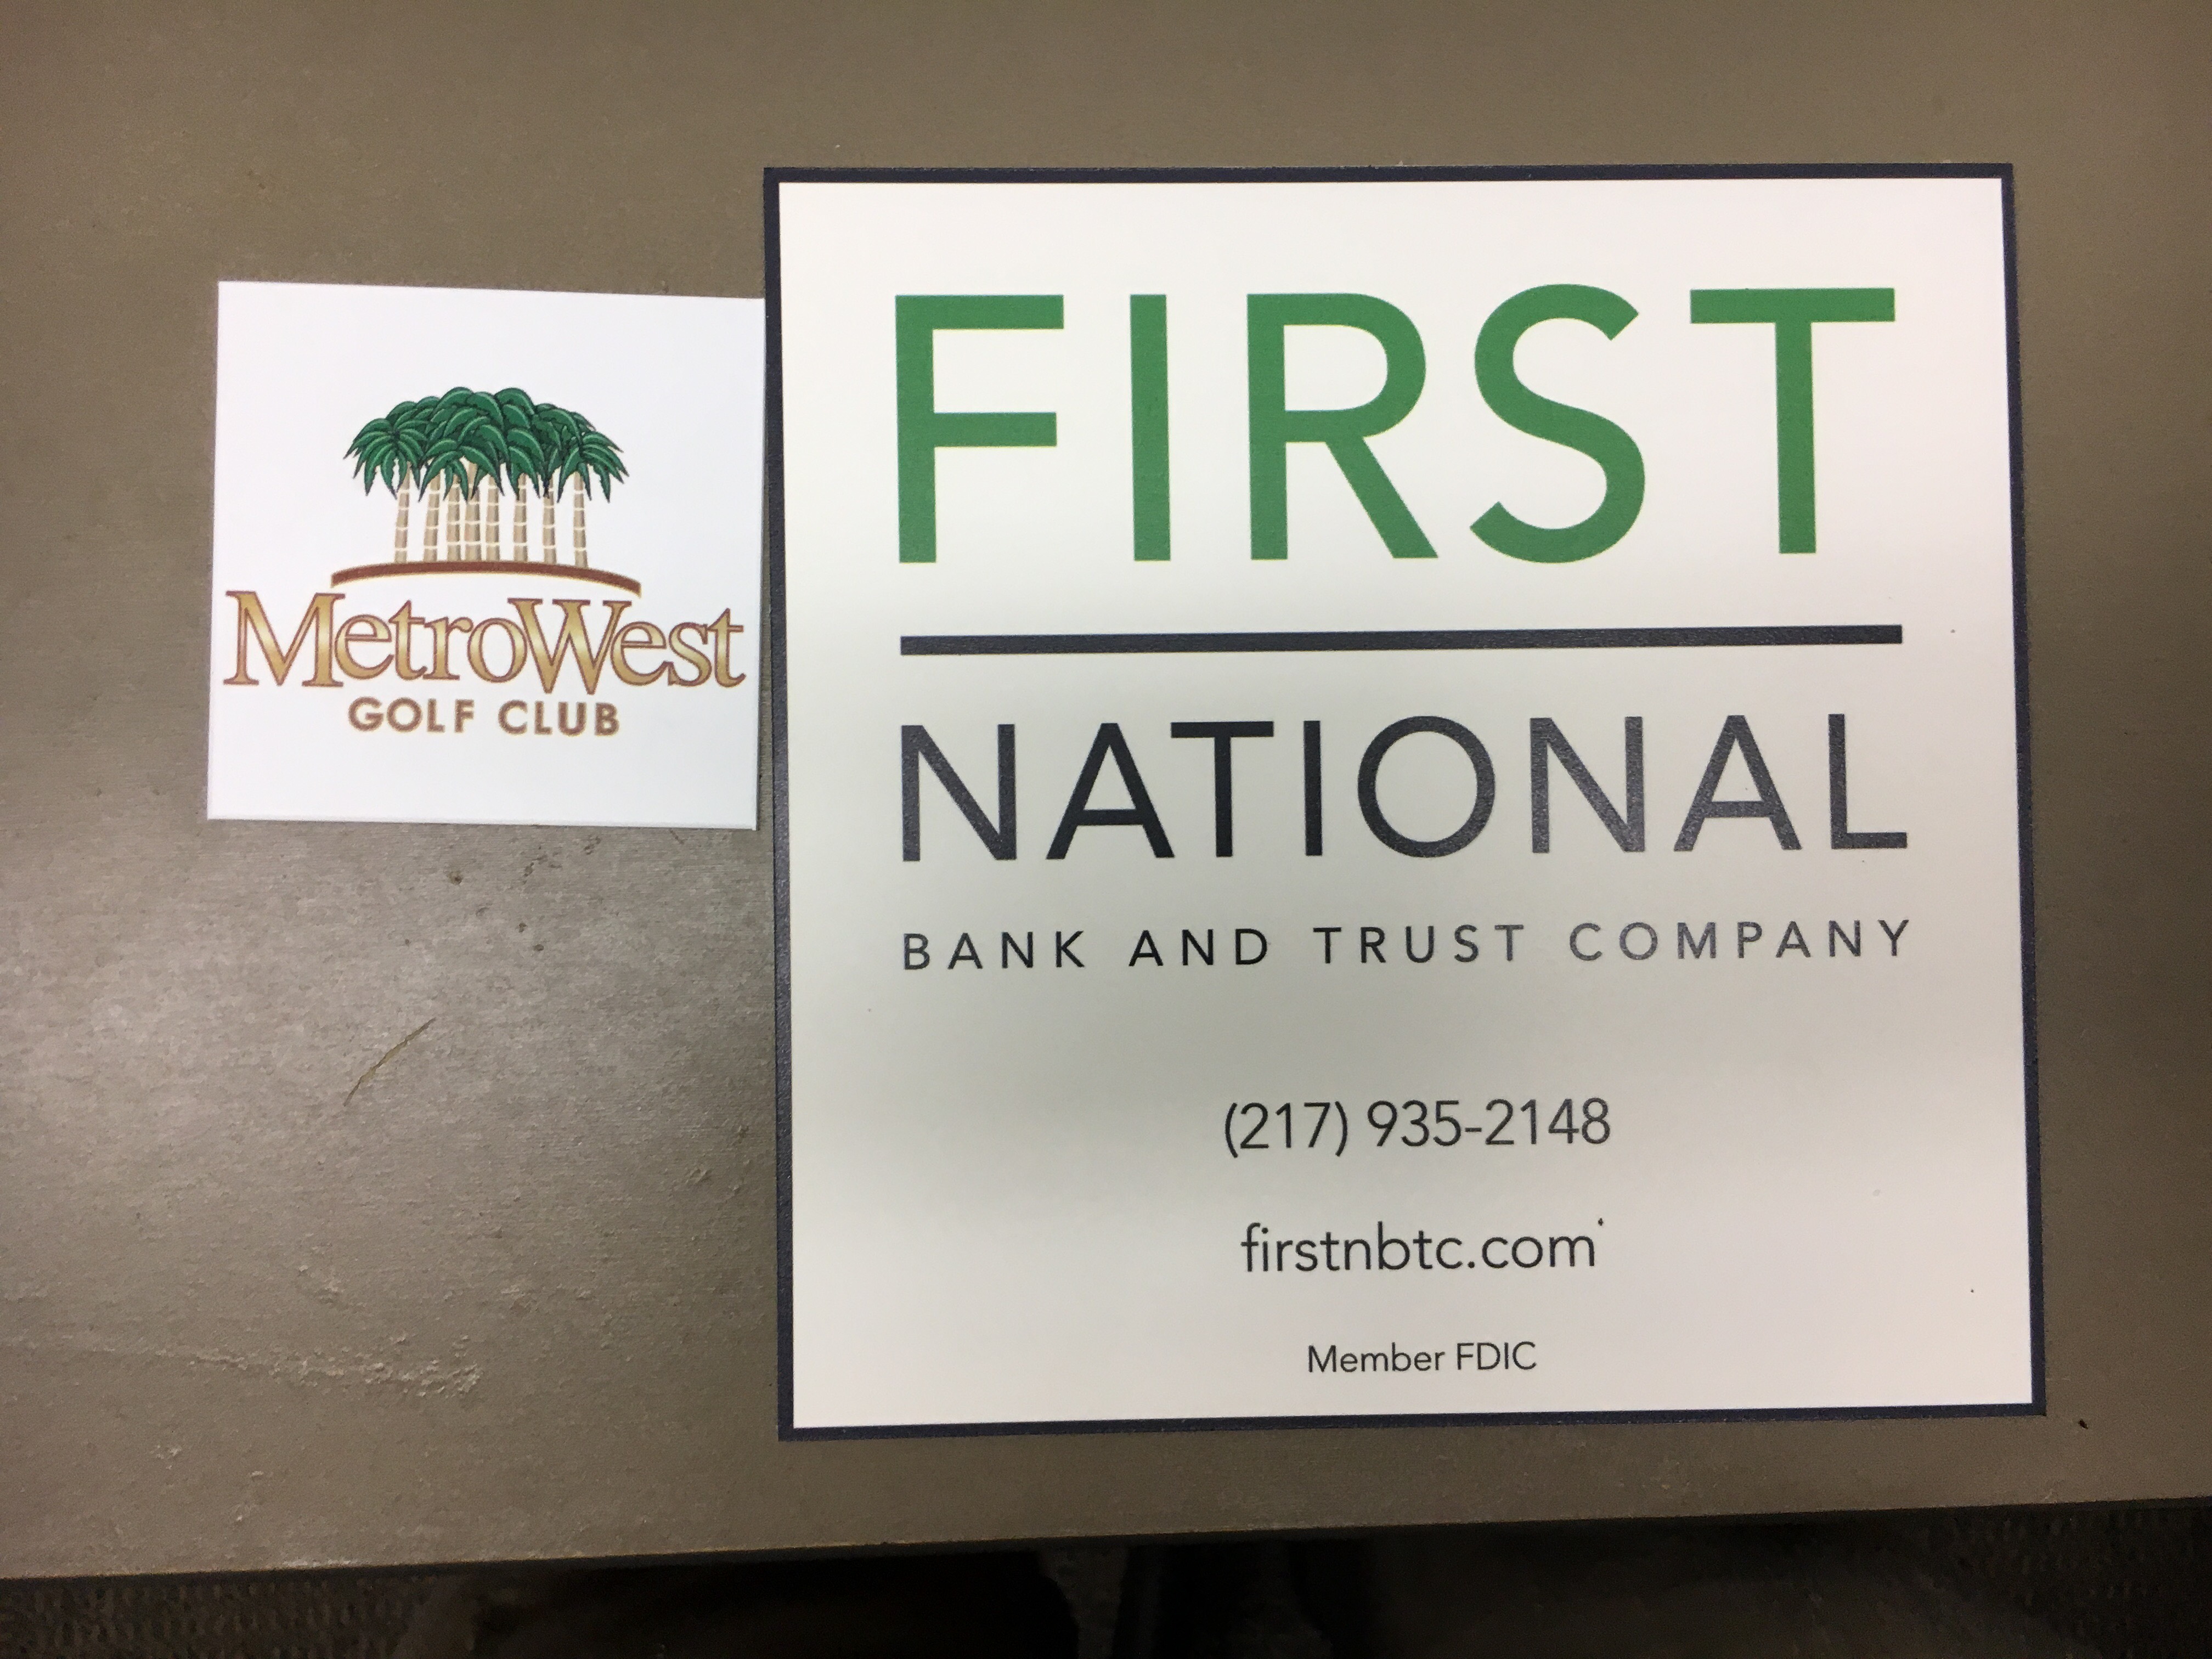 MetroWest
GOLF CLUB
FIRST
NATIONAL
BANK AND TRUST COMPANY
(217) 935-2148
firstnbtc.com
Member FDIC